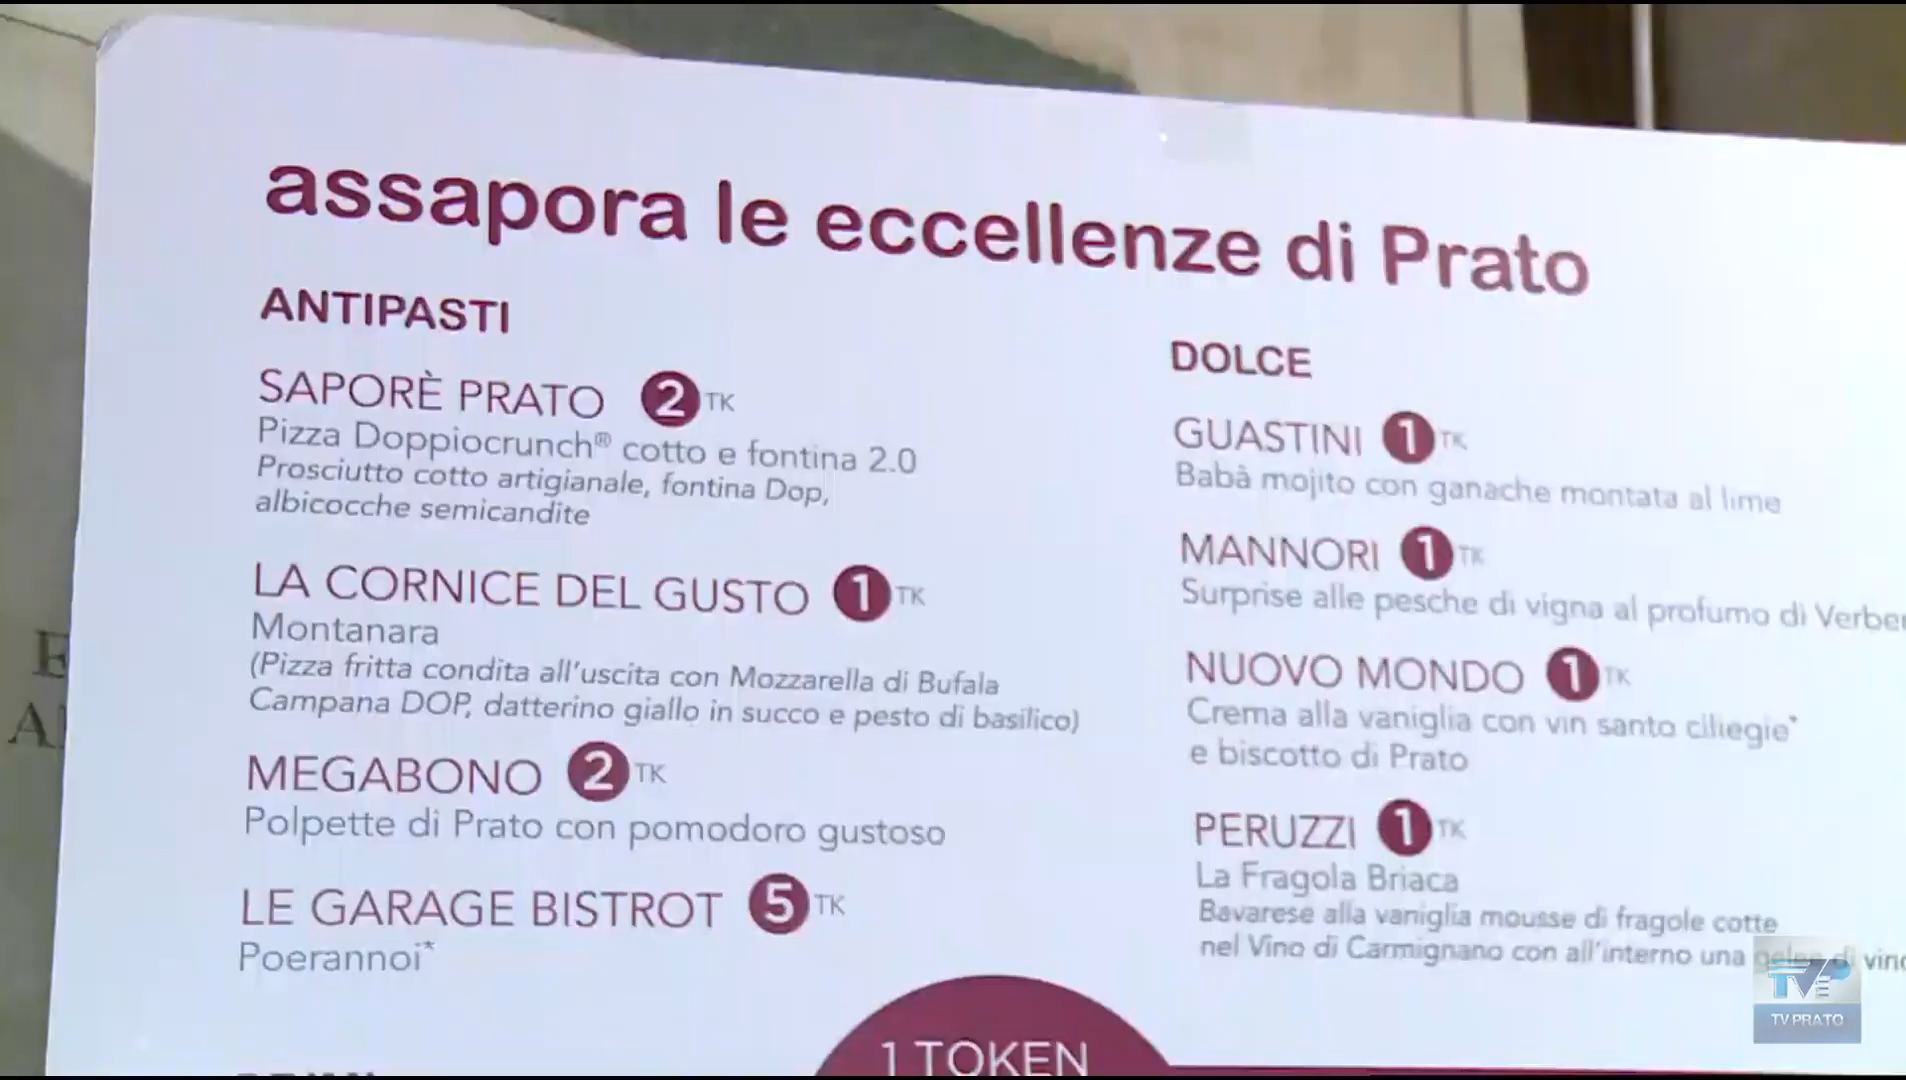 assapora le eccellenze di Prato
ANTIPASTI
SAPORÈ PRATO 2 TK
Pizza Doppiocrunch® cotto e fontina 2.0
Prosciutto cotto artigianale, fontina Dop,
albicocche semicandite
LA CORNICE DEL GUSTO 1 TK
Montanara
(Pizza fritta condita all'uscita con Mozzarella di Bufala
Campana DOP, datterino giallo in succo e pesto di basilico)
MEGABONO 2 TK
Polpette di Prato con pomodoro gustoso
LE GARAGE BISTROT 5 TK
Poerannoi*
DOLCE
GUASTINI 1 TK
Babà mojito con ganache montata al lime
MANNORI 1 TK
Surprise alle pesche di vigna al profumo di
NUOVO MONDO 1 TK
Crema alla vaniglia con vin santo ciliegie*
e biscotto di Prato
PERUZZI 1 TK
La Fragola Briaca
Bavarese alla vaniglia mousse di fragole cotte
nel Vino di Carmignano con all'interno una gelee di
1 TOKEN
TVP
TV PRATO